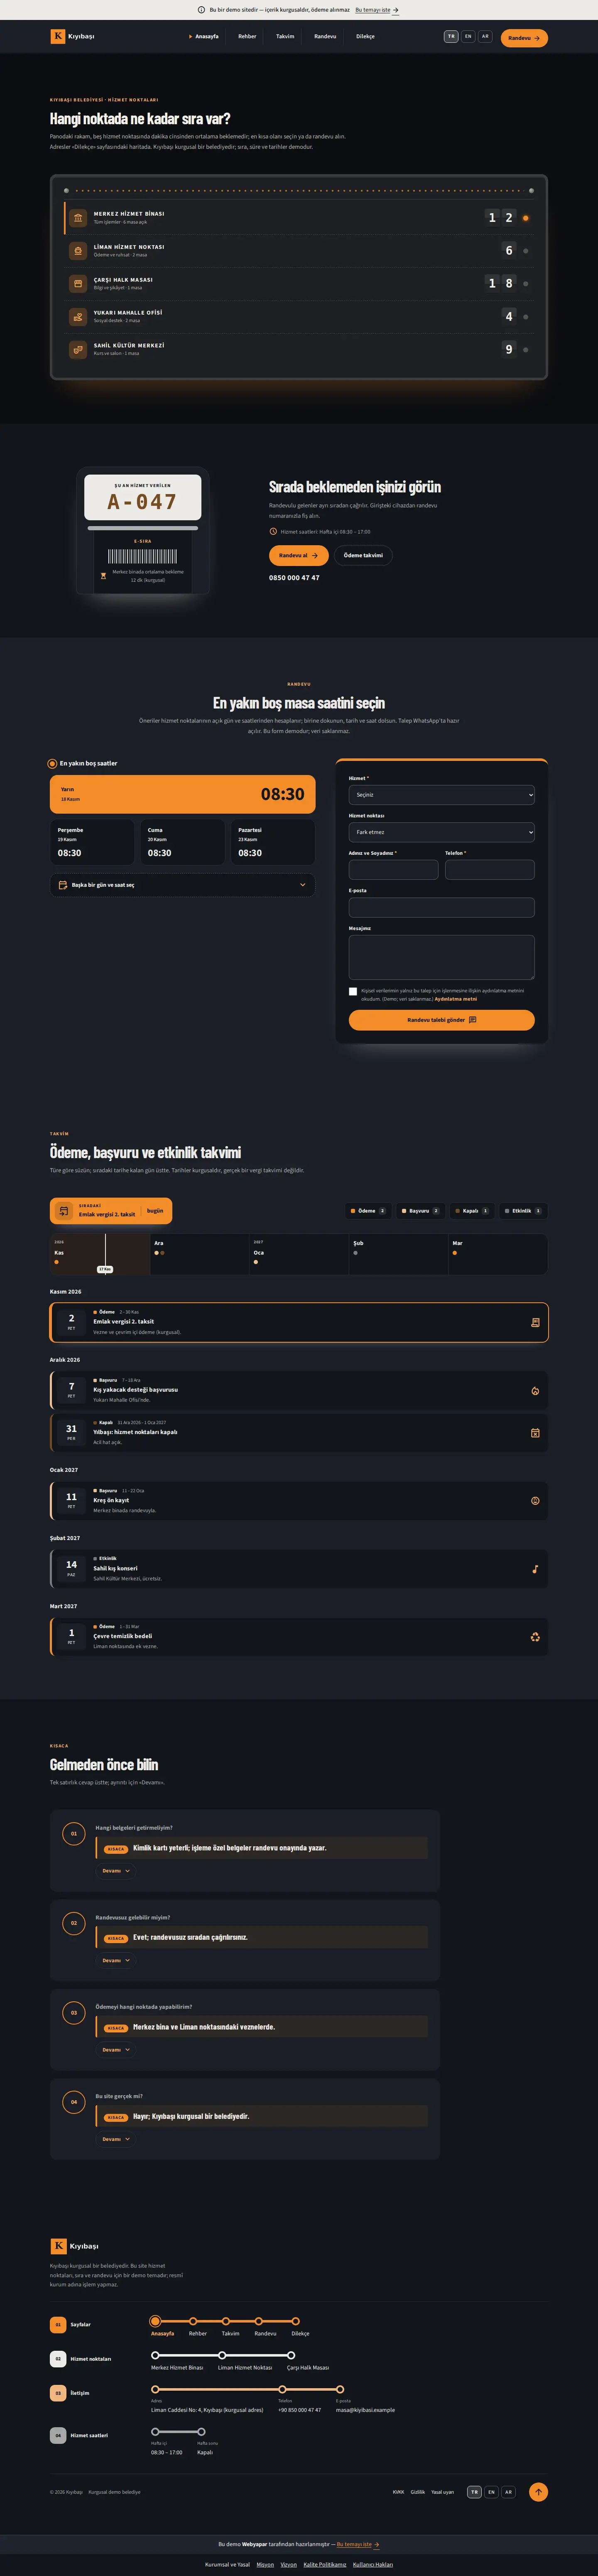 Bu bir demo sitedir — içerik kurgusaldır, ödeme alınmaz Bu temayı iste →
K Kıyıbaşı
Anasayfa Rehber Takvim Randevu Dilekçe
TR EN AR Randevu →
KIYIBAŞI BELEDİYESİ · HİZMET NOKTALARI
Hangi noktada ne kadar sıra var?
Panodaki rakam, beş hizmet noktasında dakika cinsinden ortalama beklemedir; en kısa olanı seçin ya da randevu alın.
Adresler «Dilekçe» sayfasındaki haritada. Kıyıbaşı kurgusal bir belediyedir; sıra, süre ve tarihler demodur.
MERKEZ HİZMET BİNASI
Tüm işlemler · 6 masa açık
12
LİMAN HİZMET NOKTASI
Ödeme ve ruhsat · 2 masa
6
ÇARŞI HALK MASASI
Bilgi ve şikâyet · 1 masa
18
YUKARI MAHALLE OFİSİ
Sosyal destek · 2 masa
4
SAHİL KÜLTÜR MERKEZİ
Kurs ve salon · 1 masa
9
ŞU AN HİZMET VERİLEN
A-047
E-SIRA
Merkez binada ortalama bekleme
12 dk (kurgusal)
Sırada beklemeden işinizi görün
Randevulu gelenler ayrı sıradan çağrılır. Girişteki cihazdan randevu
numaranızla fiş alın.
Hizmet saatleri: Hafta içi 08:30 – 17:00
Randevu al →
Ödeme takvimi
0850 000 47 47
RANDEVU
En yakın boş masa saatini seçin
Öneriler hizmet noktalarının açık gün ve saatlerinden hesaplanır; birine dokunun, tarih ve saat dolsun. Talep WhatsApp'ta hazır
açılır. Bu form demodur; veri saklanmaz.
En yakın boş saatler
Yarın
18 Kasım
08:30
Perşembe
19 Kasım
08:30
Cuma
20 Kasım
08:30
Pazartesi
23 Kasım
08:30
Başka bir gün ve saat seç
Hizmet *
Seçiniz
Hizmet noktası
Fark etmez
Adınız ve Soyadınız *
Telefon *
E-posta
Mesajınız
Kişisel verilerimin yalnız bu talep için işlenmesine ilişkin aydınlatma metnini
okudum. (Demo; veri saklanmaz.) Aydınlatma metni
Randevu talebi gönder
TAKVİM
Ödeme, başvuru ve etkinlik takvimi
Türe göre süzün; sıradaki tarihe kalan gün üstte. Tarihler kurgusaldır, gerçek bir vergi takvimi değildir.
SIRADAKİ
Emlak vergisi 2. taksit
bugün
Ödeme 2
Başvuru 2
Kapalı 1
Etkinlik 1
2026
Kas
17 Kas
Ara
2027
Oca
Şub
Mar
Kasım 2026
2
PZT
Ödeme 2 – 30 Kas
Emlak vergisi 2. taksit
Vezne ve çevrim içi ödeme (kurgusal).
Aralık 2026
7
PZT
Başvuru 7 – 18 Ara
Kış yakacak desteği başvurusu
Yukarı Mahalle Ofisi'nde.
31
PER
Kapalı 31 Ara 2026 – 1 Oca 2027
Yılbaşı: hizmet noktaları kapalı
Acil hat açık.
Ocak 2027
11
PZT
Başvuru 11 – 22 Oca
Kreş ön kayıt
Merkez binada randevuyla.
Şubat 2027
14
PAZ
Etkinlik
Sahil kış konseri
Sahil Kültür Merkezi, ücretsiz.
Mart 2027
1
PZT
Ödeme 1 – 31 Mar
Çevre temizlik bedeli
Liman noktasında ek vezne.
KISACA
Gelmeden önce bilin
Tek satırlık cevap üstte; ayrıntı için «Devamı».
01
Hangi belgeleri getirmeliyim?
KISACA Kimlik kartı yeterli; işleme özel belgeler randevu onayında yazar.
Devamı
02
Randevusuz gelebilir miyim?
KISACA Evet; randevusuz sıradan çağrılırsınız.
Devamı
03
Ödemeyi hangi noktada yapabilirim?
KISACA Merkez bina ve Liman noktasındaki veznelerde.
Devamı
04
Bu site gerçek mi?
KISACA Hayır; Kıyıbaşı kurgusal bir belediyedir.
Devamı
K Kıyıbaşı
Kıyıbaşı kurgusal bir belediyedir. Bu site hizmet
noktaları, sıra ve randevu için bir demo temadır; resmî
kurum adına işlem yapmaz.
01 Sayfalar
Anasayfa Rehber Takvim Randevu Dilekçe
02 Hizmet noktaları
Merkez Hizmet Binası Liman Hizmet Noktası Çarşı Halk Masası
03 İletişim
Adres Telefon E-posta
Liman Caddesi No: 4, Kıyıbaşı (kurgusal adres) +90 850 000 47 47 masa@kiyibasi.example
04 Hizmet saatleri
Hafta içi Hafta sonu
08:30 – 17:00 Kapalı
© 2026 Kıyıbaşı Kurgusal demo belediye
KVKK Gizlilik Yasal uyarı TR EN AR
Bu demo Webyapar tarafından hazırlanmıştır — Bu temayı iste →
Kurumsal ve Yasal Misyon Vizyon Kalite Politikamız Kullanıcı Hakları